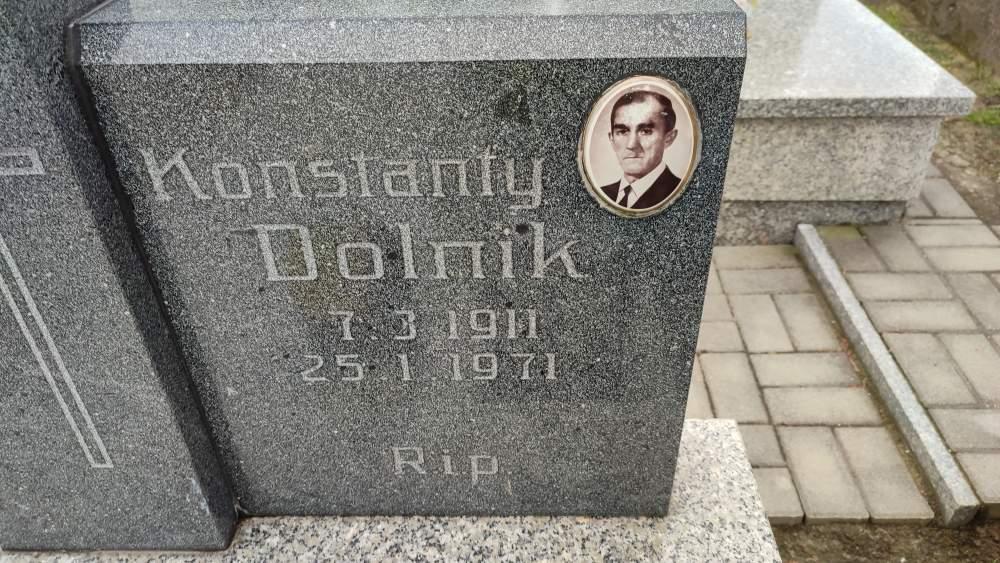 Konstanty
Dolnik
7.3.1911
25.1.1971
Rip